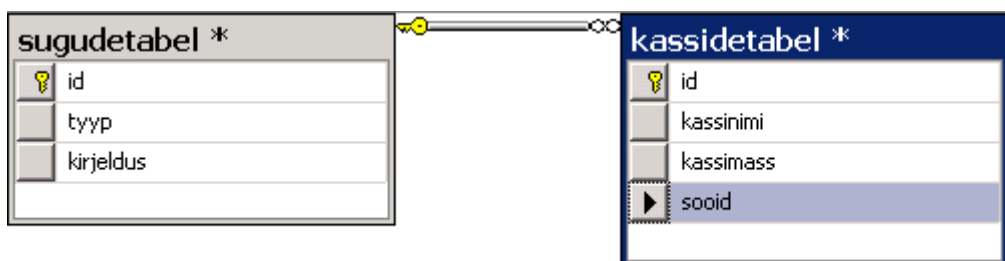 sugudetabel *
id
tyyp
kirjeldus
kassidetabel *
id
kassinimi
kassimass
sooid